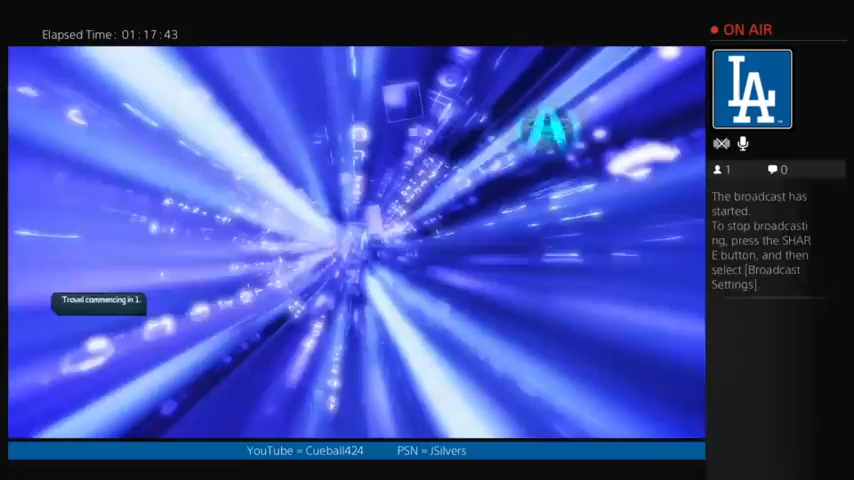 Elapsed Time: 01:17:43
ON AIR
LA
1
0
The broadcast has
started.
To stop broadcasti
ng, press the SHAR
E button, and then
select [Broadcast
Settings].
A
Travel commencing in 1.
YouTube = Cueball424 PSN = JSilvers